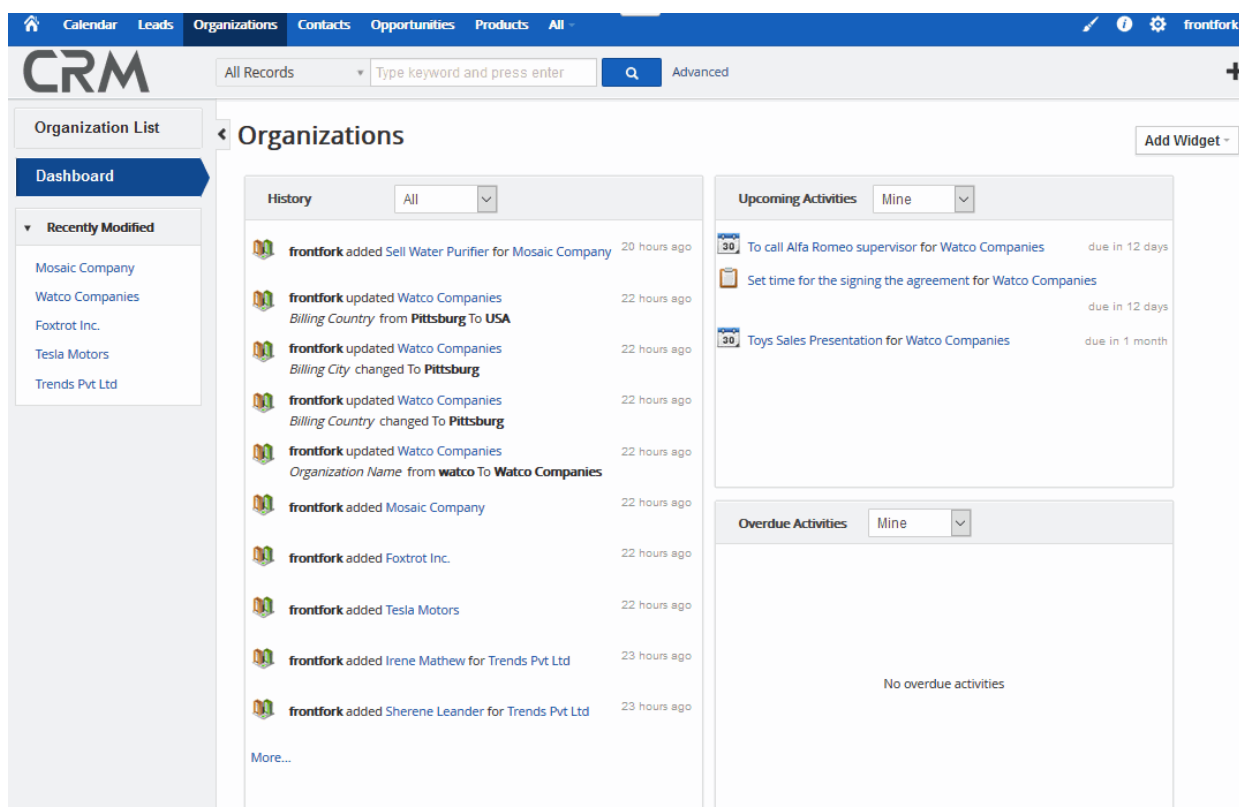 Calendar Leads Organizations Contacts Opportunities Products All frontfork
CRM
All Records Type keyword and press enter Advanced
Organization List
Dashboard
Recently Modified
Mosaic Company
Watco Companies
Foxtrot Inc.
Tesla Motors
Trends Pvt Ltd
Organizations
Add Widget
History All
frontfork added Sell Water Purifier for Mosaic Company 20 hours ago
frontfork updated Watco Companies 22 hours ago
Billing Country from Pittsburg To USA
frontfork updated Watco Companies 22 hours ago
Billing City changed To Pittsburg
frontfork updated Watco Companies 22 hours ago
Billing Country changed To Pittsburg
frontfork updated Watco Companies 22 hours ago
Organization Name from watco To Watco Companies
frontfork added Mosaic Company 22 hours ago
frontfork added Foxtrot Inc. 22 hours ago
frontfork added Tesla Motors 22 hours ago
frontfork added Irene Mathew for Trends Pvt Ltd 23 hours ago
frontfork added Sherene Leander for Trends Pvt Ltd 23 hours ago
More...
Upcoming Activities Mine
30 To call Alfa Romeo supervisor for Watco Companies due in 12 days
Set time for the signing the agreement for Watco Companies
due in 12 days
30 Toys Sales Presentation for Watco Companies due in 1 month
Overdue Activities Mine
No overdue activities